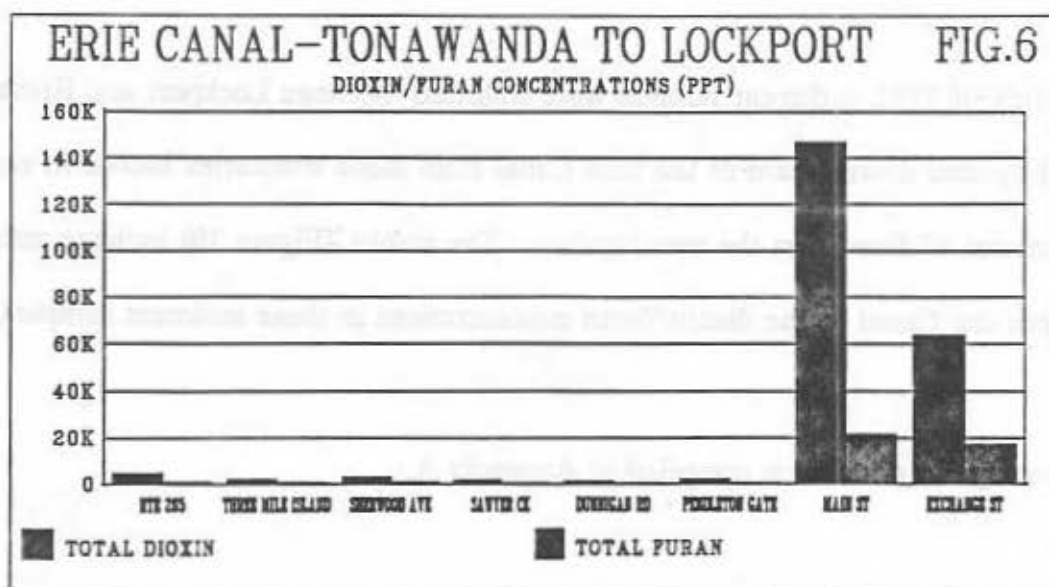 ERIE CANAL-TONAWANDA TO LOCKPORT FIG.6
DIOXIN/FURAN CONCENTRATIONS (PPT)
160K
140K
120K
100K
80K
60K
40K
20K
0
RTE 265 THREE MILE ISLAND SHERWOOD AVE SAWYER CK DUNNIGAN RD PENDLETON GATE MAIN ST EXCHANGE ST
TOTAL DIOXIN TOTAL FURAN